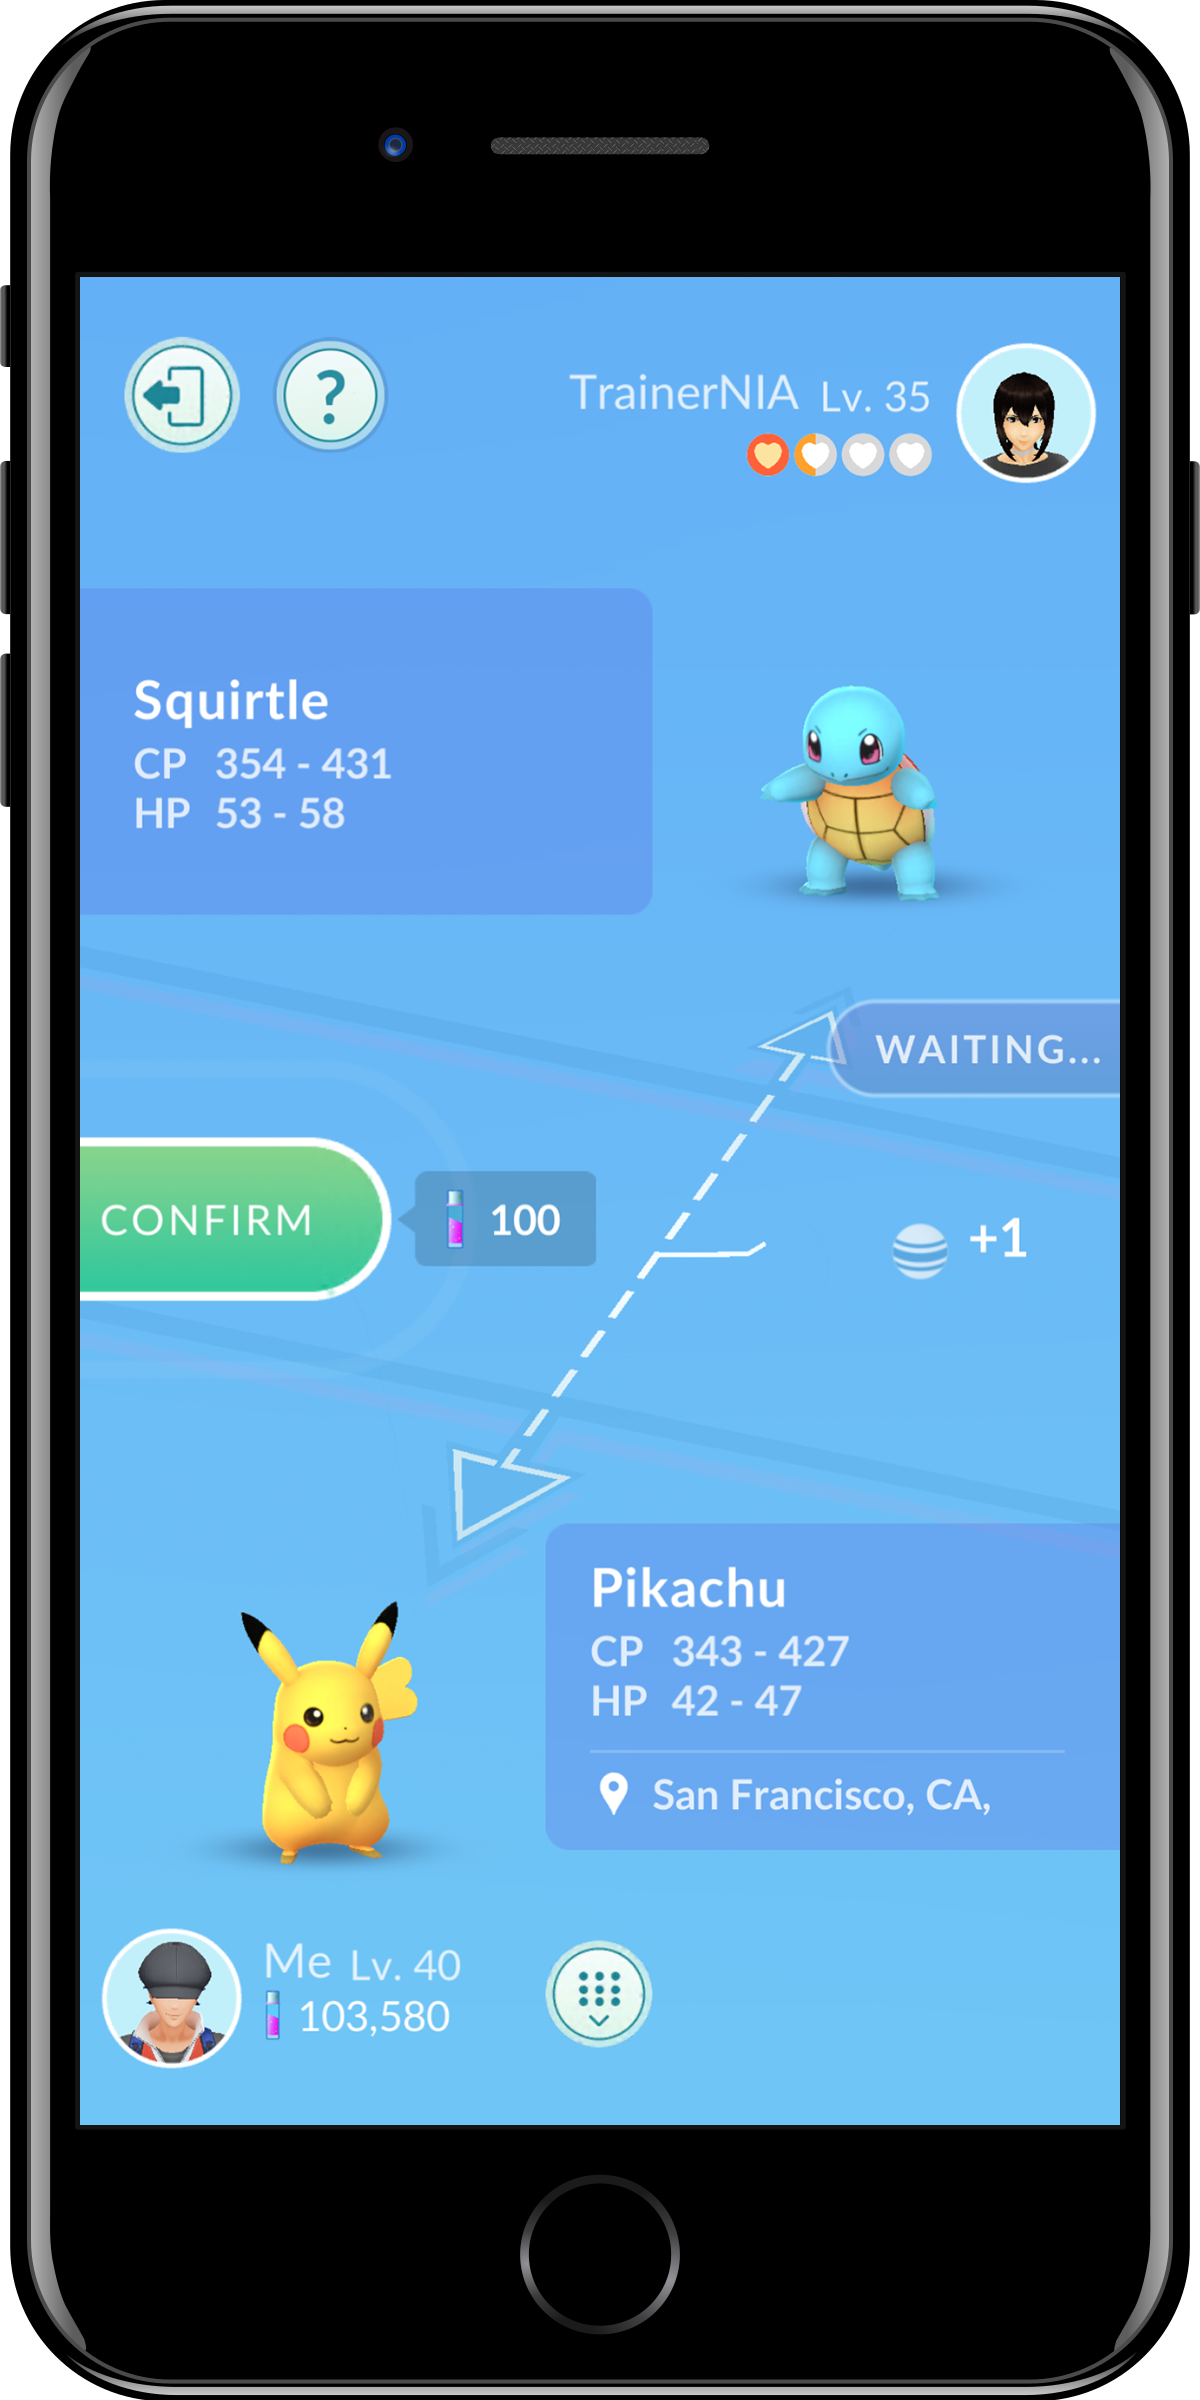 ?
TrainerNIA Lv. 35
Squirtle
CP 354 - 431
HP 53 - 58
WAITING...
CONFIRM
100
+1
Pikachu
CP 343 - 427
HP 42 - 47
San Francisco, CA,
Me Lv. 40
103,580